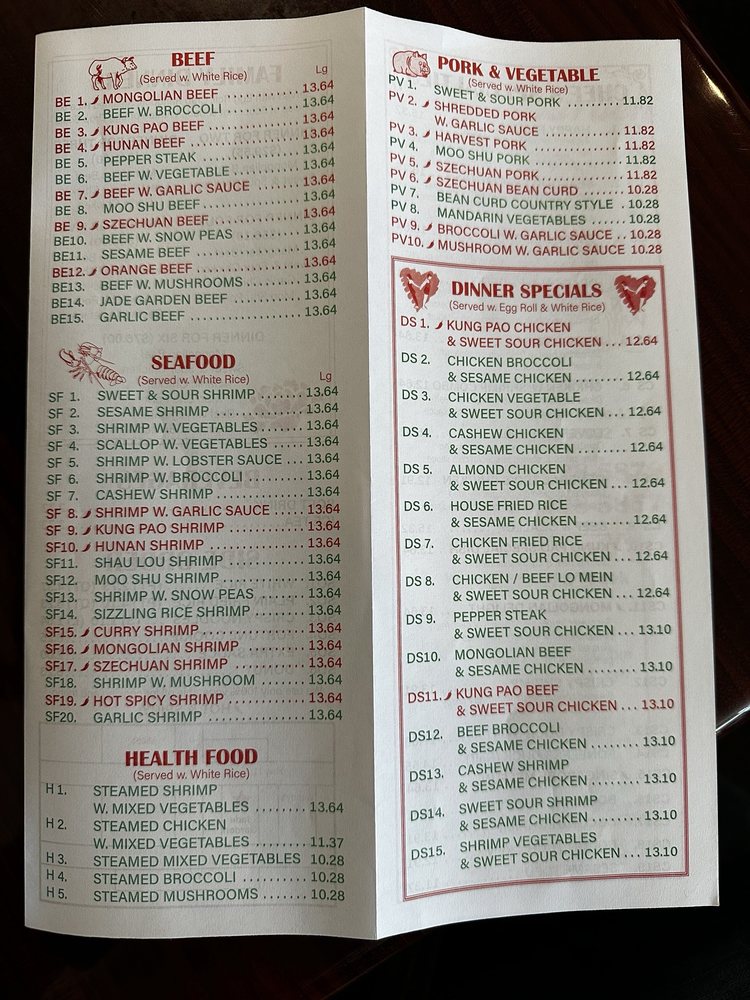 BEEF
(Served w. White Rice)
Lg
BE 1. MONGOLIAN BEEF ............ 13.64
BE 2. BEEF W. BROCCOLI ............ 13.64
BE 3. KUNG PAO BEEF ............ 13.64
BE 4. HUNAN BEEF ............ 13.64
BE 5. PEPPER STEAK ............ 13.64
BE 6. BEEF W. VEGETABLE ............ 13.64
BE 7. BEEF W. GARLIC SAUCE ............ 13.64
BE 8. MOO SHU BEEF ............ 13.64
BE 9. SZECHUAN BEEF ............ 13.64
BE10. BEEF W. SNOW PEAS ............ 13.64
BE11. SESAME BEEF ............ 13.64
BE12. ORANGE BEEF ............ 13.64
BE13. BEEF W. MUSHROOMS ............ 13.64
BE14. JADE GARDEN BEEF ............ 13.64
BE15. GARLIC BEEF ............ 13.64
SEAFOOD
(Served w. White Rice)
Lg
SF 1. SWEET & SOUR SHRIMP ....... 13.64
SF 2. SESAME SHRIMP ............ 13.64
SF 3. SHRIMP W. VEGETABLES ....... 13.64
SF 4. SCALLOP W. VEGETABLES ..... 13.64
SF 5. SHRIMP W. LOBSTER SAUCE ... 13.64
SF 6. SHRIMP W. BROCCOLI ........ 13.64
SF 7. CASHEW SHRIMP ............ 13.64
SF 8. SHRIMP W. GARLIC SAUCE ..... 13.64
SF 9. KUNG PAO SHRIMP ........... 13.64
SF10. HUNAN SHRIMP ............. 13.64
SF11. SHAU LOU SHRIMP ........... 13.64
SF12. MOO SHU SHRIMP ........... 13.64
SF13. SHRIMP W. SNOW PEAS ....... 13.64
SF14. SIZZLING RICE SHRIMP ........ 13.64
SF15. CURRY SHRIMP ............. 13.64
SF16. MONGOLIAN SHRIMP ......... 13.64
SF17. SZECHUAN SHRIMP .......... 13.64
SF18. SHRIMP W. MUSHROOM ....... 13.64
SF19. HOT SPICY SHRIMP .......... 13.64
SF20. GARLIC SHRIMP ............. 13.64
HEALTH FOOD
(Served w. White Rice)
H 1. STEAMED SHRIMP
W. MIXED VEGETABLES ........ 13.64
H 2. STEAMED CHICKEN
W. MIXED VEGETABLES ........ 11.37
H 3. STEAMED MIXED VEGETABLES 10.28
H 4. STEAMED BROCCOLI .......... 10.28
H 5. STEAMED MUSHROOMS ....... 10.28
PORK & VEGETABLE
(Served w. White Rice)
PV 1. SWEET & SOUR PORK ........ 11.82
PV 2. SHREDDED PORK
W. GARLIC SAUCE ............ 11.82
PV 3. HARVEST PORK ............. 11.82
PV 4. MOO SHU PORK ............. 11.82
PV 5. SZECHUAN PORK ............ 11.82
PV 6. SZECHUAN BEAN CURD ...... 10.28
PV 7. BEAN CURD COUNTRY STYLE . 10.28
PV 8. MANDARIN VEGETABLES ...... 10.28
PV 9. BROCCOLI W. GARLIC SAUCE .. 10.28
PV10. MUSHROOM W. GARLIC SAUCE 10.28
DINNER SPECIALS
(Served w. Egg Roll & White Rice)
DS 1. KUNG PAO CHICKEN
& SWEET SOUR CHICKEN ... 12.64
DS 2. CHICKEN BROCCOLI
& SESAME CHICKEN ........ 12.64
DS 3. CHICKEN VEGETABLE
& SWEET SOUR CHICKEN ... 12.64
DS 4. CASHEW CHICKEN
& SESAME CHICKEN ......... 12.64
DS 5. ALMOND CHICKEN
& SWEET SOUR CHICKEN ... 12.64
DS 6. HOUSE FRIED RICE
& SESAME CHICKEN ......... 12.64
DS 7. CHICKEN FRIED RICE
& SWEET SOUR CHICKEN ... 12.64
DS 8. CHICKEN / BEEF LO MEIN
& SWEET SOUR CHICKEN ... 12.64
DS 9. PEPPER STEAK
& SWEET SOUR CHICKEN ... 13.10
DS10. MONGOLIAN BEEF
& SESAME CHICKEN ........ 13.10
DS11. KUNG PAO BEEF
& SWEET SOUR CHICKEN ... 13.10
DS12. BEEF BROCCOLI
& SESAME CHICKEN ........ 13.10
DS13. CASHEW SHRIMP
& SESAME CHICKEN ........ 13.10
DS14. SWEET SOUR SHRIMP
& SESAME CHICKEN ........ 13.10
DS15. SHRIMP VEGETABLES
& SWEET SOUR CHICKEN ... 13.10